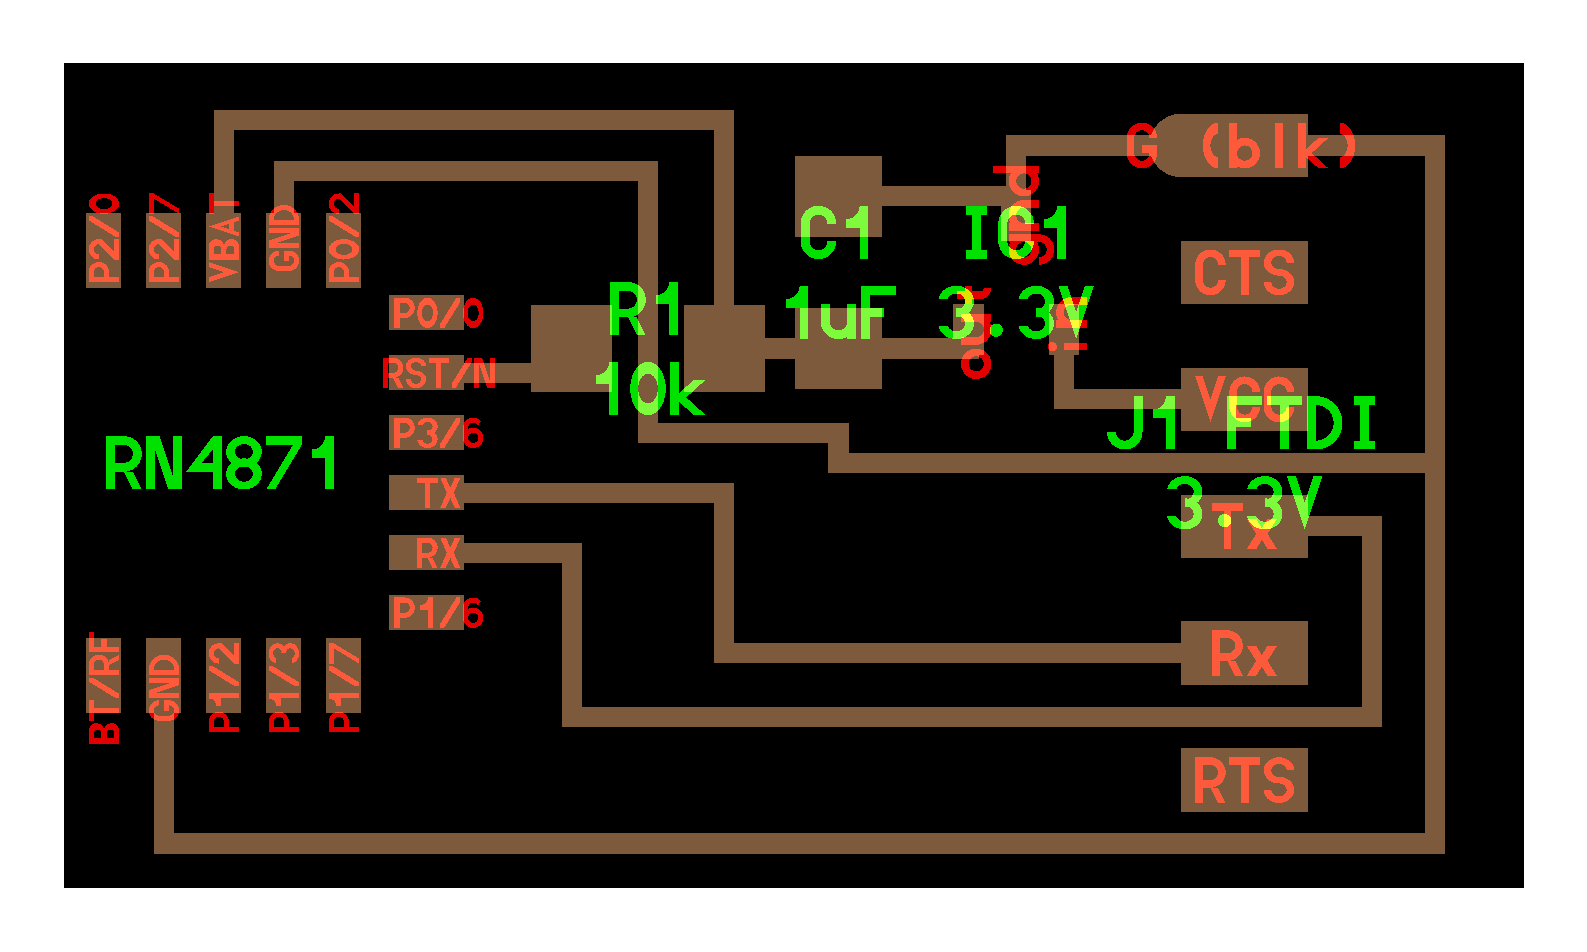 G (blk)
P2/0
P2/7
VBAT
GND
P0/2
gnd
C1
IC1
CTS
P0/0
R1
1uF
3.3V
out
in
RST/N
10k
VCC
P3/6
J1 FTDI
3.3V
RN4871
TX
Tx
RX
P1/6
Rx
BT/RF
GND
P1/2
P1/3
P1/7
RTS